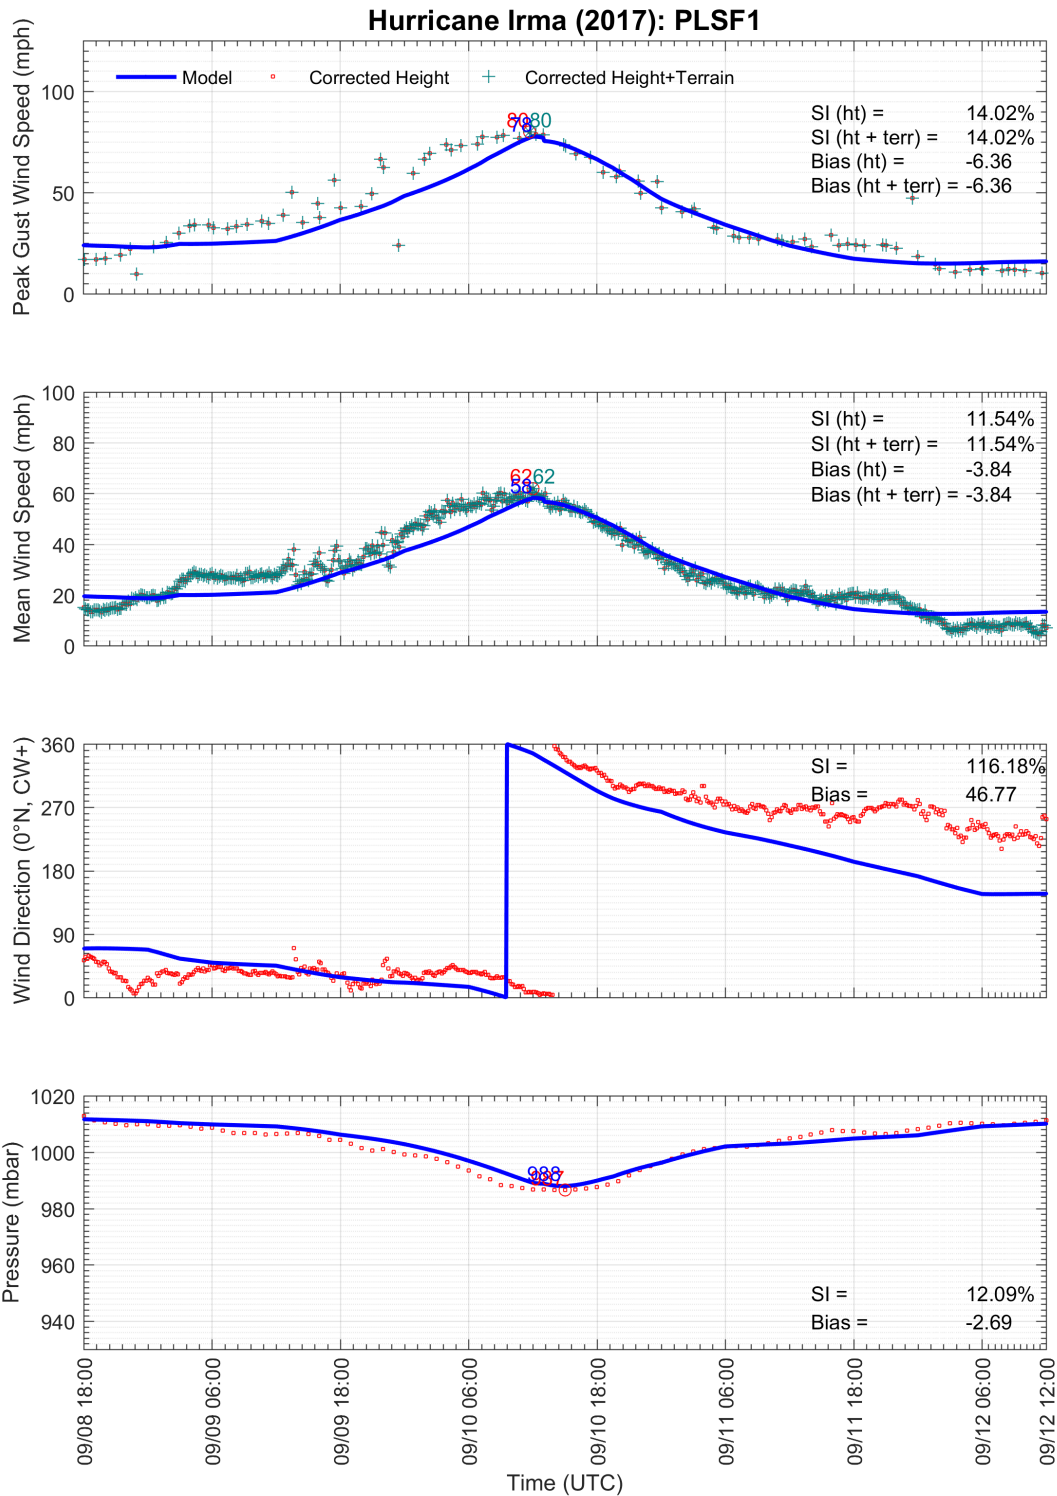 Hurricane Irma (2017): PLSF1
Peak Gust Wind Speed (mph)
100
50
0
Model
Corrected Height
Corrected Height+Terrain
80
78
80
SI (ht) = 14.02%
SI (ht + terr) = 14.02%
Bias (ht) = -6.36
Bias (ht + terr) = -6.36
Mean Wind Speed (mph)
100
80
60
40
20
0
62
58
62
SI (ht) = 11.54%
SI (ht + terr) = 11.54%
Bias (ht) = -3.84
Bias (ht + terr) = -3.84
Wind Direction (0°N, CW+)
360
270
180
90
0
SI = 116.18%
Bias = 46.77
Pressure (mbar)
1020
1000
980
960
940
988
SI = 12.09%
Bias = -2.69
09/08 18:00
09/09 06:00
09/09 18:00
09/10 06:00
09/10 18:00
09/11 06:00
09/11 18:00
09/12 06:00
09/12 12:00
Time (UTC)